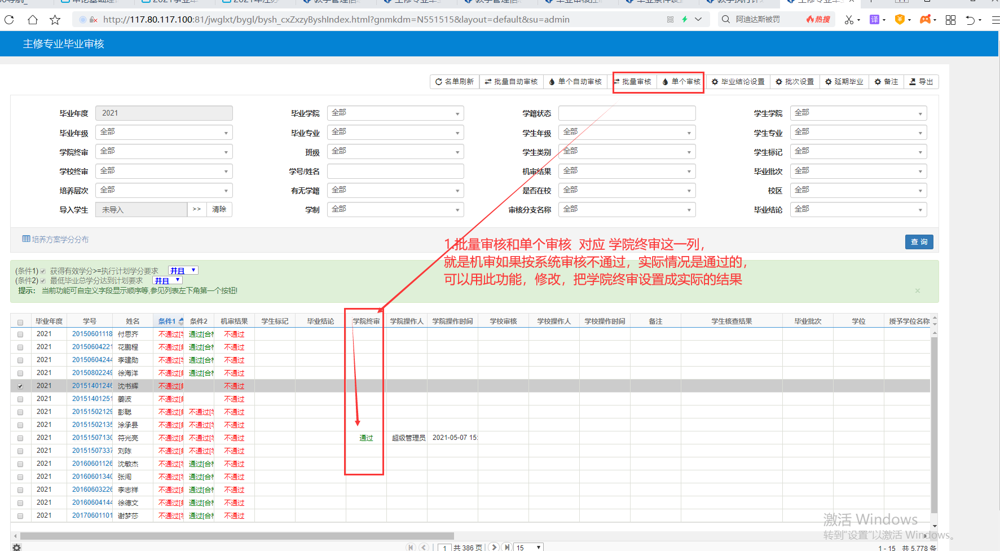 http://117.80.117.100:81/jwglxt/bygl/bysh_cxZxzyByshIndex.html?gnmkdm=N551515&layout=default&su=admin
阿迪达斯被罚 热搜
译
主修专业毕业审核
名单刷新 批量自动审核 单个自动审核 批量审核 单个审核 毕业结论设置 批次设置 延期毕业 备注 导出
毕业年度 2021 毕业学院 全部 学籍状态 学生学院 全部
毕业年级 全部 毕业专业 全部 学生年级 全部 学生专业 全部
学院终审 全部 班级 全部 学生类别 全部 学生标记 全部
学校终审 全部 学号/姓名 机审结果 全部 毕业批次 全部
培养层次 全部 有无学籍 全部 是否在校 全部 校区 全部
导入学生 未导入 >> 清除 学制 全部 审核分支名称 全部 毕业结论 全部
培养方案学分分布
查 询
1.批量审核和单个审核 对应 学院终审这一列，
就是机审如果按系统审核不通过，实际情况是通过的，
可以用此功能，修改，把学院终审设置成实际的结果
(条件1) 获得有效学分>=执行计划学分要求 并且
(条件2) 最低毕业总学分达到计划要求 并且
提示： 当前功能可自定义字段显示顺序等,参见列表左下角第一个按钮!
×
毕业年度 学号 姓名 条件1 条件2 机审结果 学生标记 毕业结论 学院终审 学院操作人 学院操作时间 学校审核 学校操作人 学校操作时间 备注 学生核查结果 毕业批次 学位 授予学位名称
2021 20150601118 付思齐 不通过[学 通过[合格 不通过
2021 20150604221 花鹏程 不通过[条 通过[合格 不通过
2021 20150604244 李建勋 不通过[学 通过[合格 不通过
2021 20150802249 徐海洋 不通过[条 通过[合格 不通过
2021 20151401246 沈书辉 不通过[条 不通过
2021 20151401251 姜波 不通过[条 不通过
2021 20151502129 彭聪 不通过[条 不通过[学 不通过
2021 20151502135 涂承昙 不通过[条 不通过[学 不通过
2021 20151507130 符光亮 不通过[条 不通过[学 不通过 通过 超级管理员 2021-05-07 15:
2021 20151507337 刘陈 不通过[条 不通过[学 不通过
2021 20160601126 沈敏杰 不通过[条 通过[合格 不通过
2021 20160601340 张闯 不通过[学 通过[合格 不通过
2021 20160603226 李志祥 不通过[条 通过[合格 不通过
2021 20160604144 徐德文 不通过[条 通过[合格 不通过
2021 20170601101 谢梦莎 不通过[学 通过[合格 不通过
激活 Windows
转到"设置"以激活 Windows。
1 共 386 页 15
1 - 15 共 5,778 条